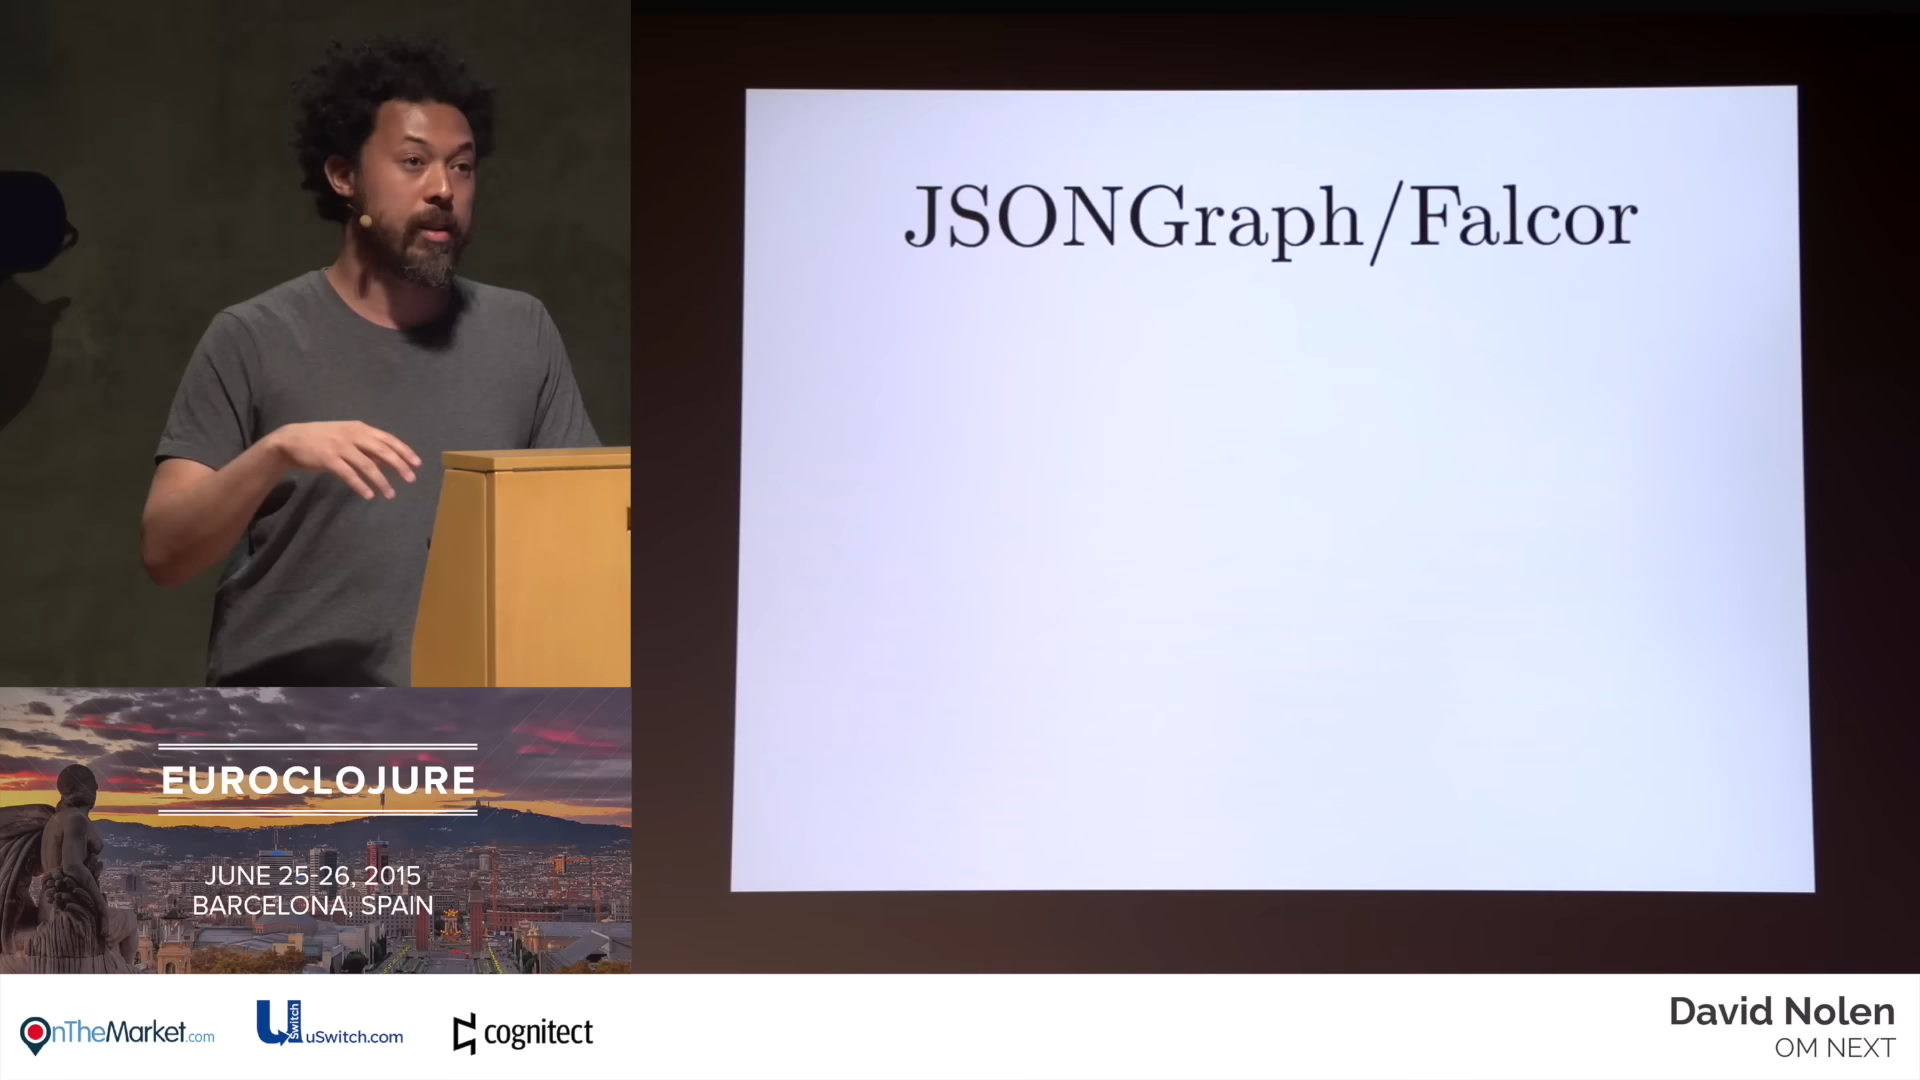 JSONGraph/Falcor
EUROCLOJURE
JUNE 25-26, 2015
BARCELONA, SPAIN
OnTheMarket.com
uSwitch
uSwitch.com
cognitect
David Nolen
OM NEXT